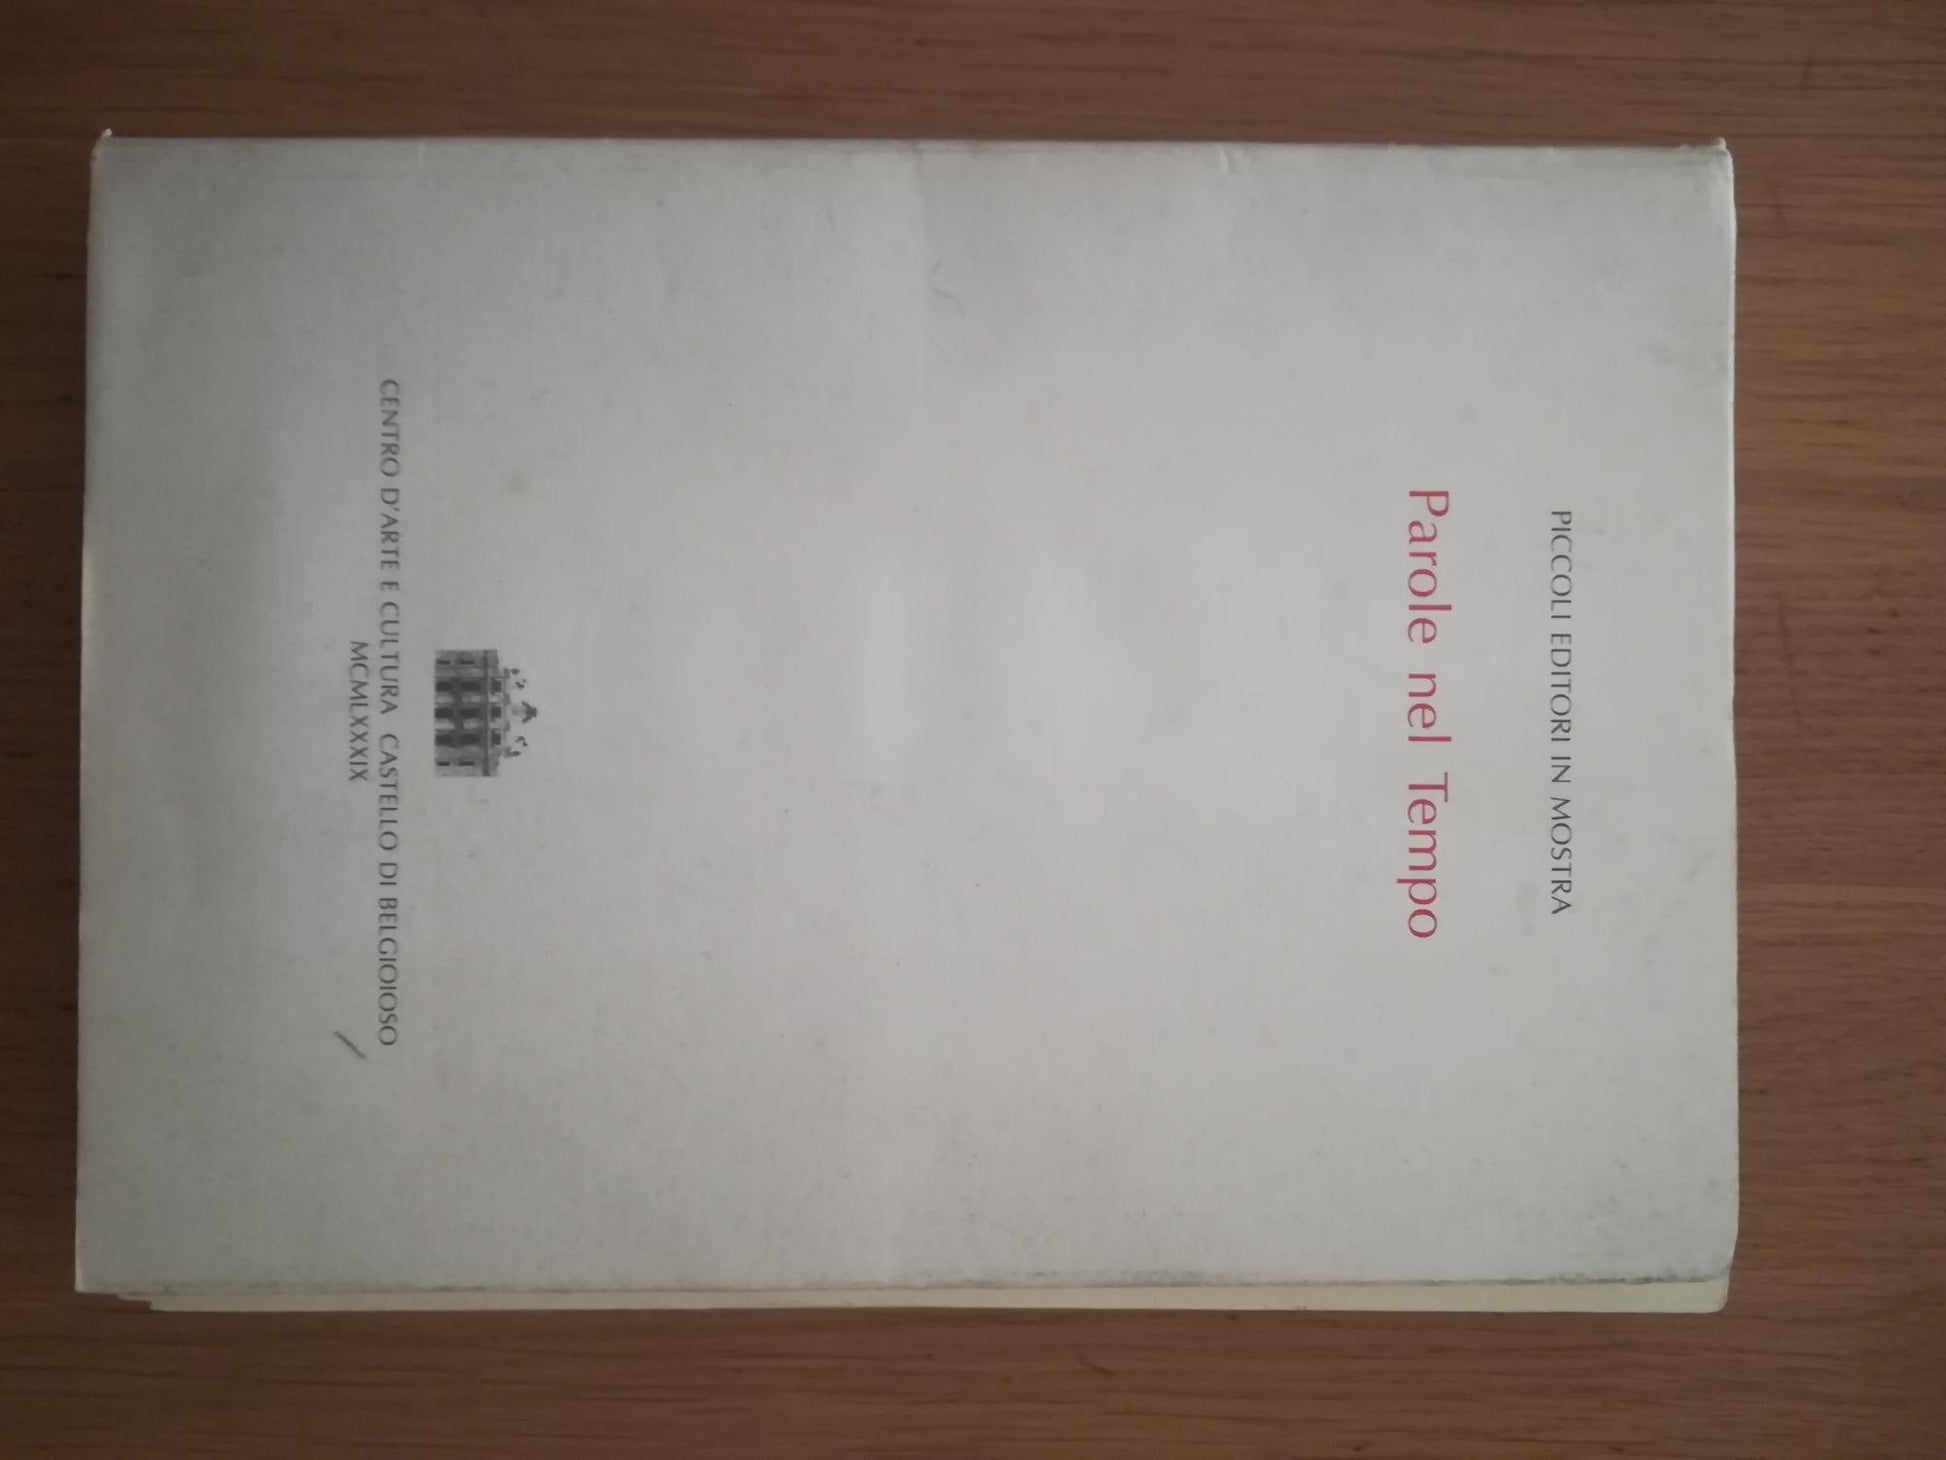 PICCOLI EDITORI IN MOSTRA
Parole nel Tempo
CENTRO D'ARTE E CULTURA CASTELLO DI BELGIOIOSO
MCMLXXXIX